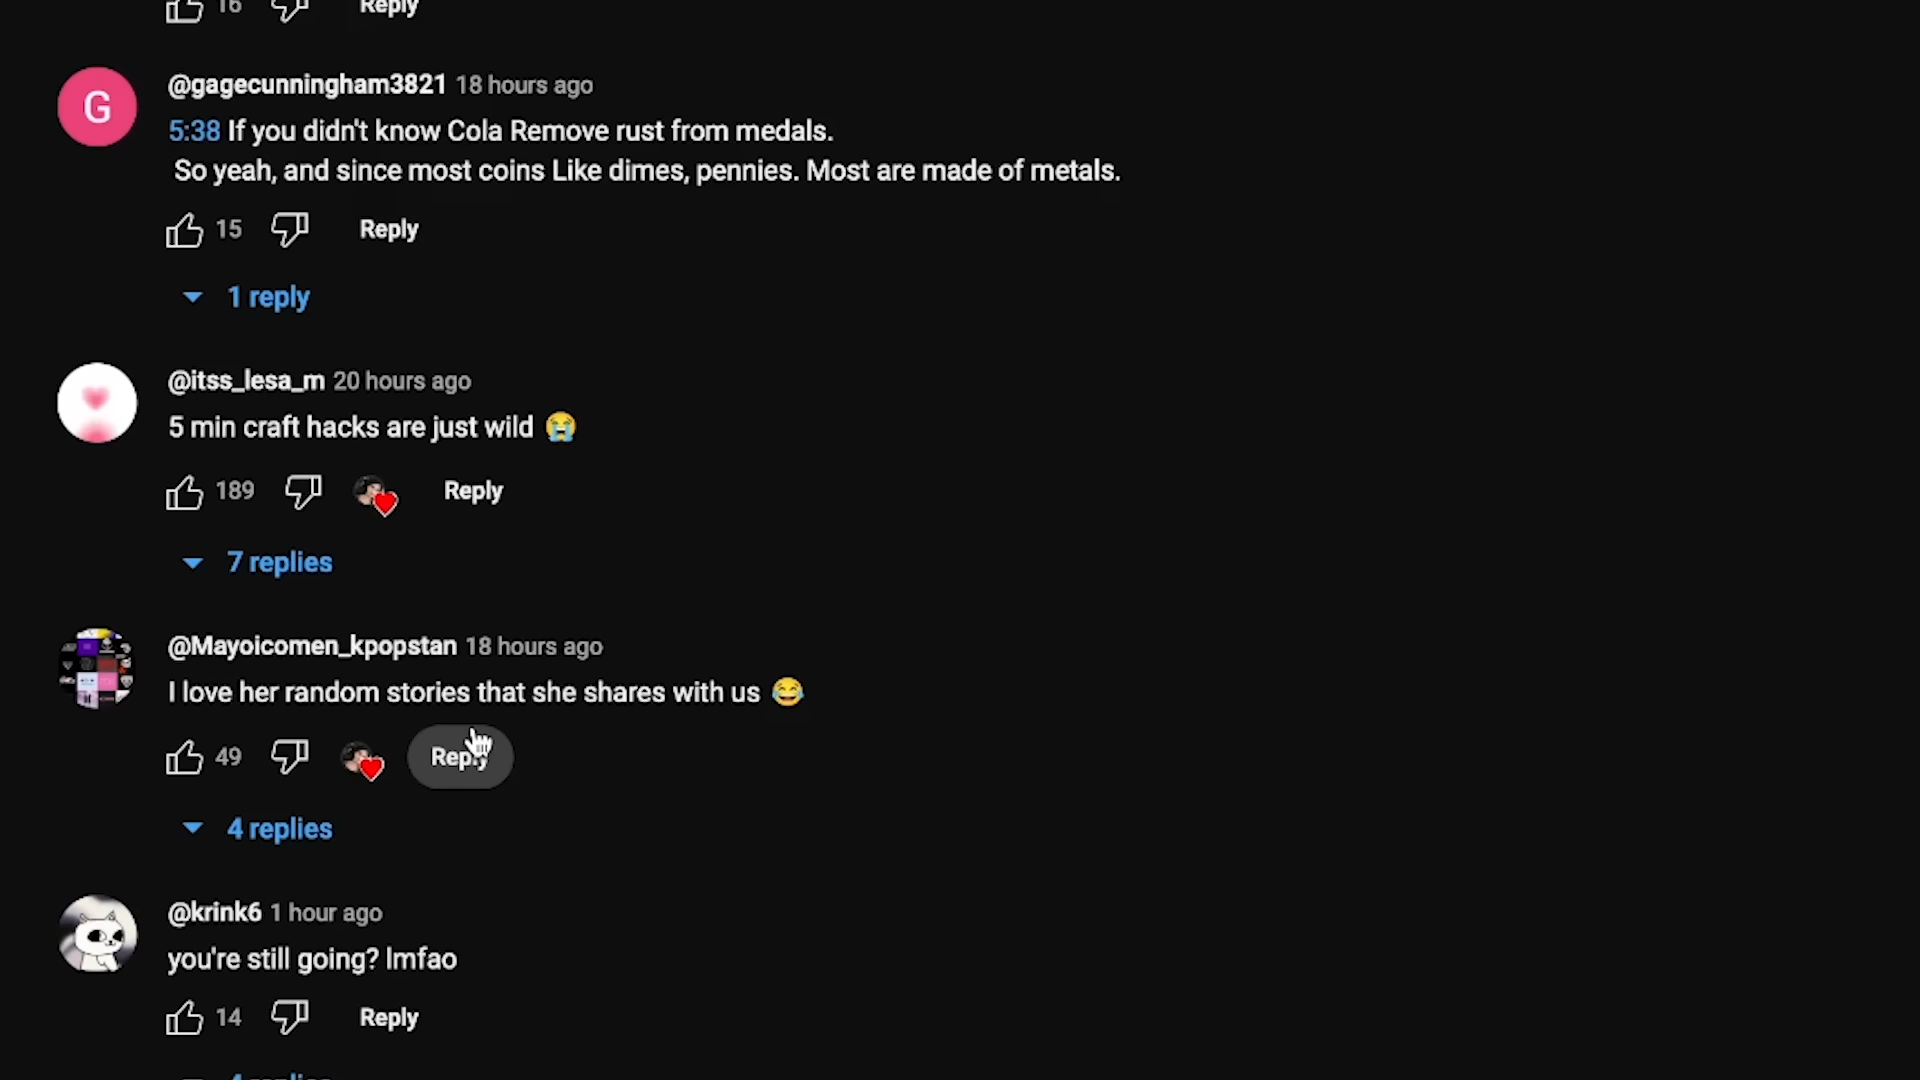 16 Reply
G
@gagecunningham3821 18 hours ago
5:38 If you didn't know Cola Remove rust from medals.
So yeah, and since most coins Like dimes, pennies. Most are made of metals.
15 Reply
1 reply
@itss_lesa_m 20 hours ago
5 min craft hacks are just wild 😭
189 Reply
7 replies
@Mayoicomen_kpopstan 18 hours ago
I love her random stories that she shares with us 😂
49 Reply
4 replies
@krink6 1 hour ago
you're still going? lmfao
14 Reply
4 replies